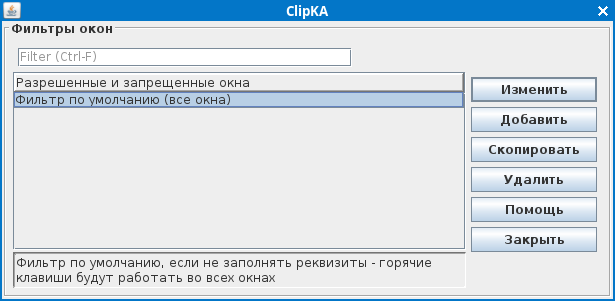 ClipKA
Фильтры окон
Filter (Ctrl-F)
Разрешенные и запрещенные окна
Фильтр по умолчанию (все окна)
Изменить
Добавить
Скопировать
Удалить
Помощь
Закрыть
Фильтр по умолчанию, если не заполнять реквизиты - горячие
клавиши будут работать во всех окнах